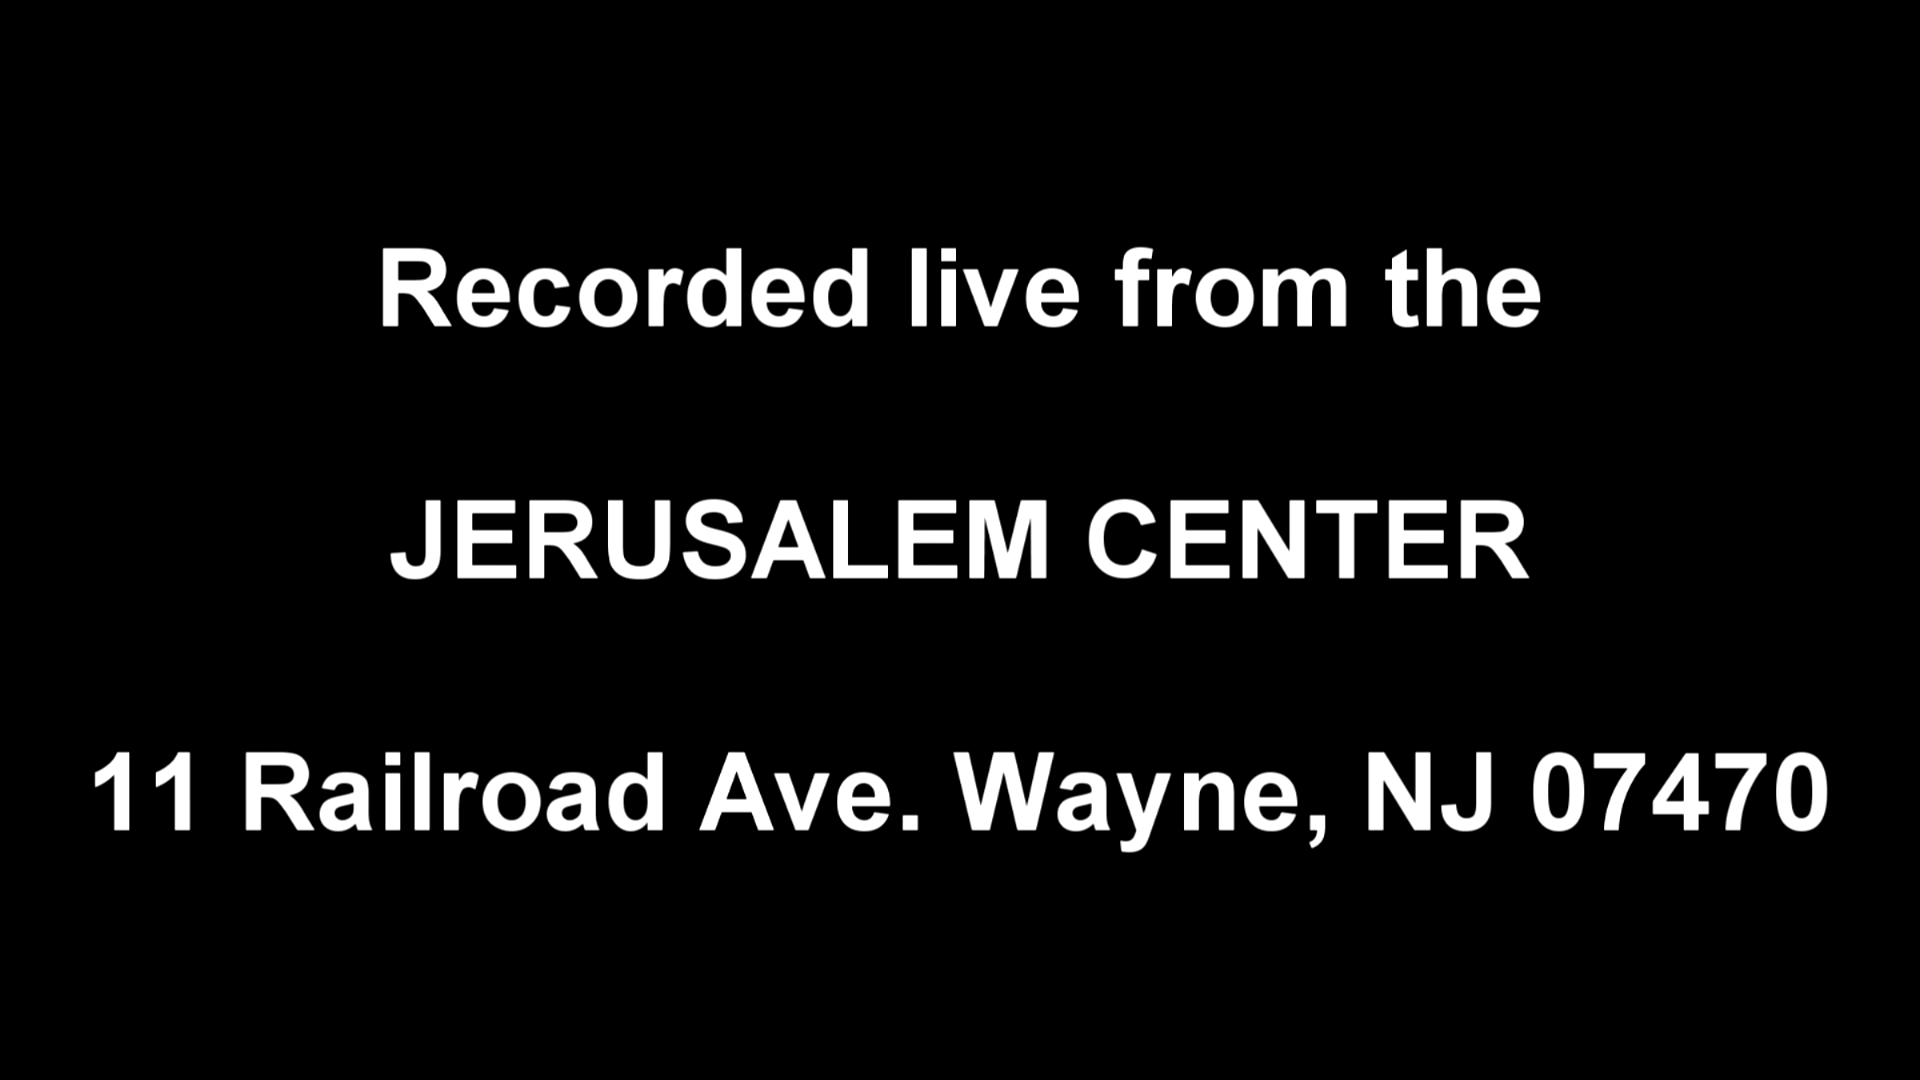 Recorded live from the
JERUSALEM CENTER
11 Railroad Ave. Wayne, NJ 07470